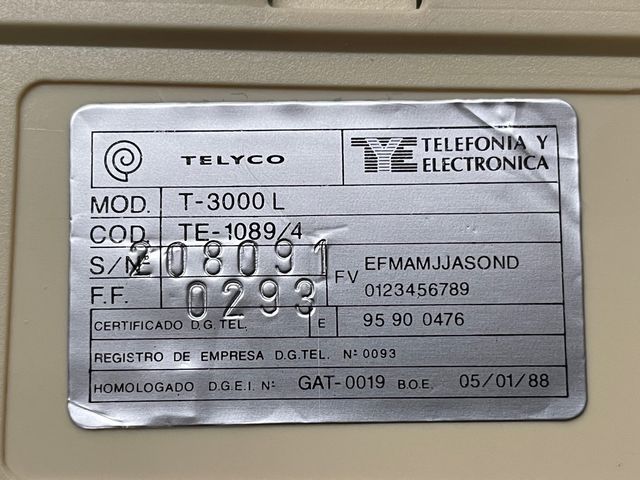 TELYCO
TYE TELEFONIA Y ELECTRONICA
MOD. T-3000 L
COD. TE-1089/4
S/Nº 208091
F.F. 0293
FV EFMAMJJASOND
0123456789
CERTIFICADO D.G.TEL. E 95 90 0476
REGISTRO DE EMPRESA D.G.TEL. Nº 0093
HOMOLOGADO D.G.E.I. Nº GAT-0019 B.O.E. 05/01/88